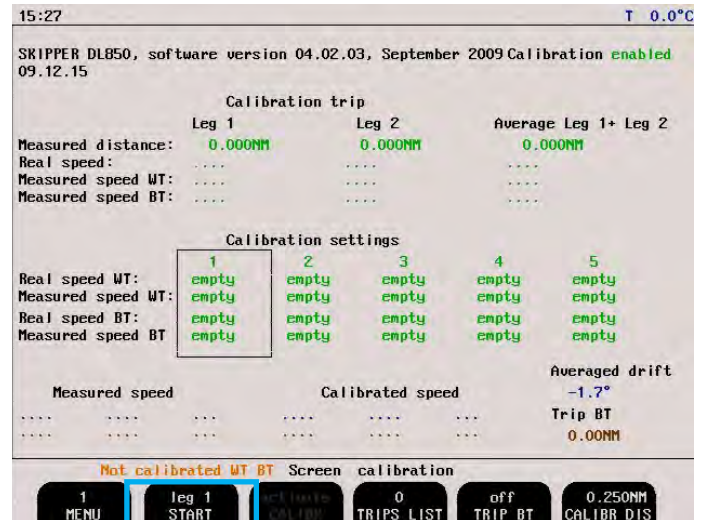 15:27 T 0.0°C
SKIPPER DL850, software version 04.02.03, September 2009 Calibration enabled
09.12.15
Calibration trip
Leg 1 Leg 2 Average Leg 1+ Leg 2
Measured distance: 0.000NM 0.000NM 0.000NM
Real speed: .... .... ....
Measured speed WT: .... .... ....
Measured speed BT: .... .... ....
Calibration settings
1 2 3 4 5
Real speed WT: empty empty empty empty empty
Measured speed WT: empty empty empty empty empty
Real speed BT: empty empty empty empty empty
Measured speed BT empty empty empty empty empty
Averaged drift
Measured speed Calibrated speed -1.7°
.... .... ... .... .... ... Trip BT
.... .... ... .... .... ... 0.00NM
Not calibrated WT BT Screen calibration
1 leg 1 0 off 0.250NM
MENU START CALIBR TRIPS LIST TRIP BT CALIBR DIS